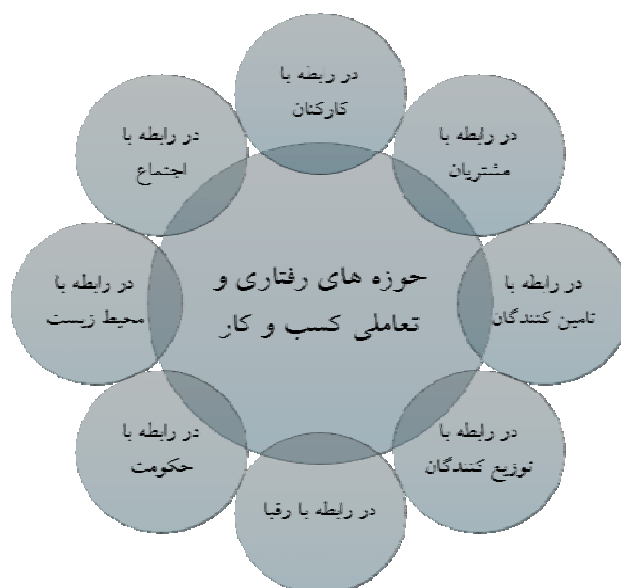 در رابطه با
کارکنان
در رابطه با
مشتریان
در رابطه با
تامین کنندگان
در رابطه با
توزیع کنندگان
در رابطه با رقبا
در رابطه با
حکومت
در رابطه با
محیط زیست
در رابطه با
اجتماع
حوزه های رفتاری و
تعاملی کسب و کار